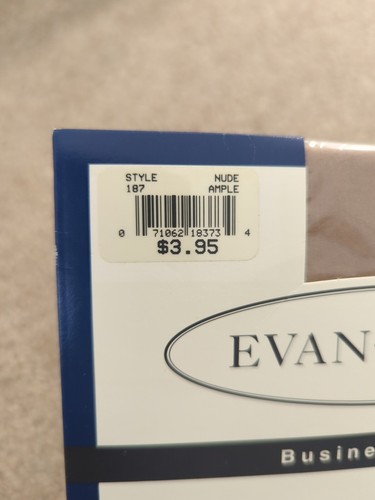 STYLE NUDE
187 AMPLE
0 71062 18373 4
$3.95
EVAN
Busine